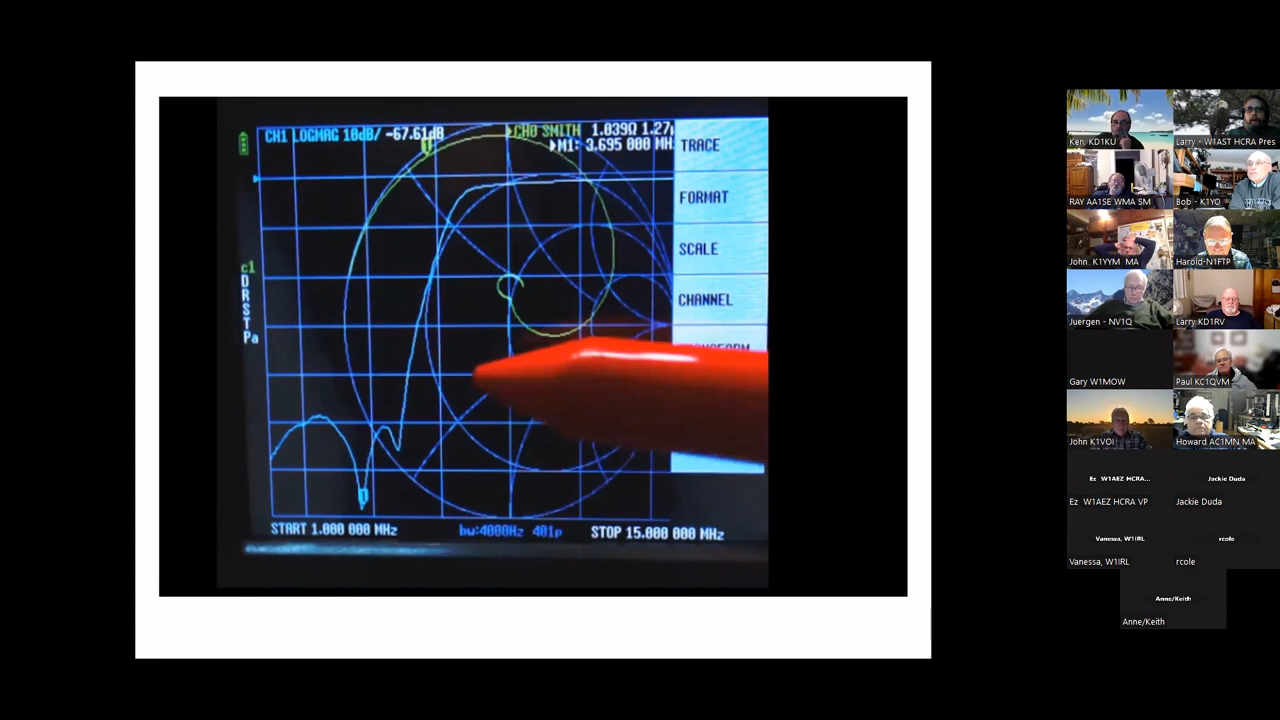 CH1 LOGMAG 10dB/ -67.61dB
CH0 SMITH 1.039Ω 1.27
M1: 3.695 000 MH
TRACE
FORMAT
SCALE
CHANNEL
1
1
c1
D
R
S
T
Pa
START 1.000 000 MHz
bw:4000Hz 401p
STOP 15.000 000 MHz
Ken, KD1KU
Larry - W1AST HCRA Pres
RAY AA1SE WMA SM
Bob - K1YO
John. K1YYM MA
Harold-N1FTP
Juergen - NV1Q
Larry KD1RV
Gary W1MOW
Paul KC1QVM
John K1VOI
Howard AC1MN MA
Ez W1AEZ HCRA...
Jackie Duda
Ez W1AEZ HCRA VP
Jackie Duda
Vanessa, W1IRL
rcole
Vanessa, W1IRL
rcole
Anne/Keith
Anne/Keith